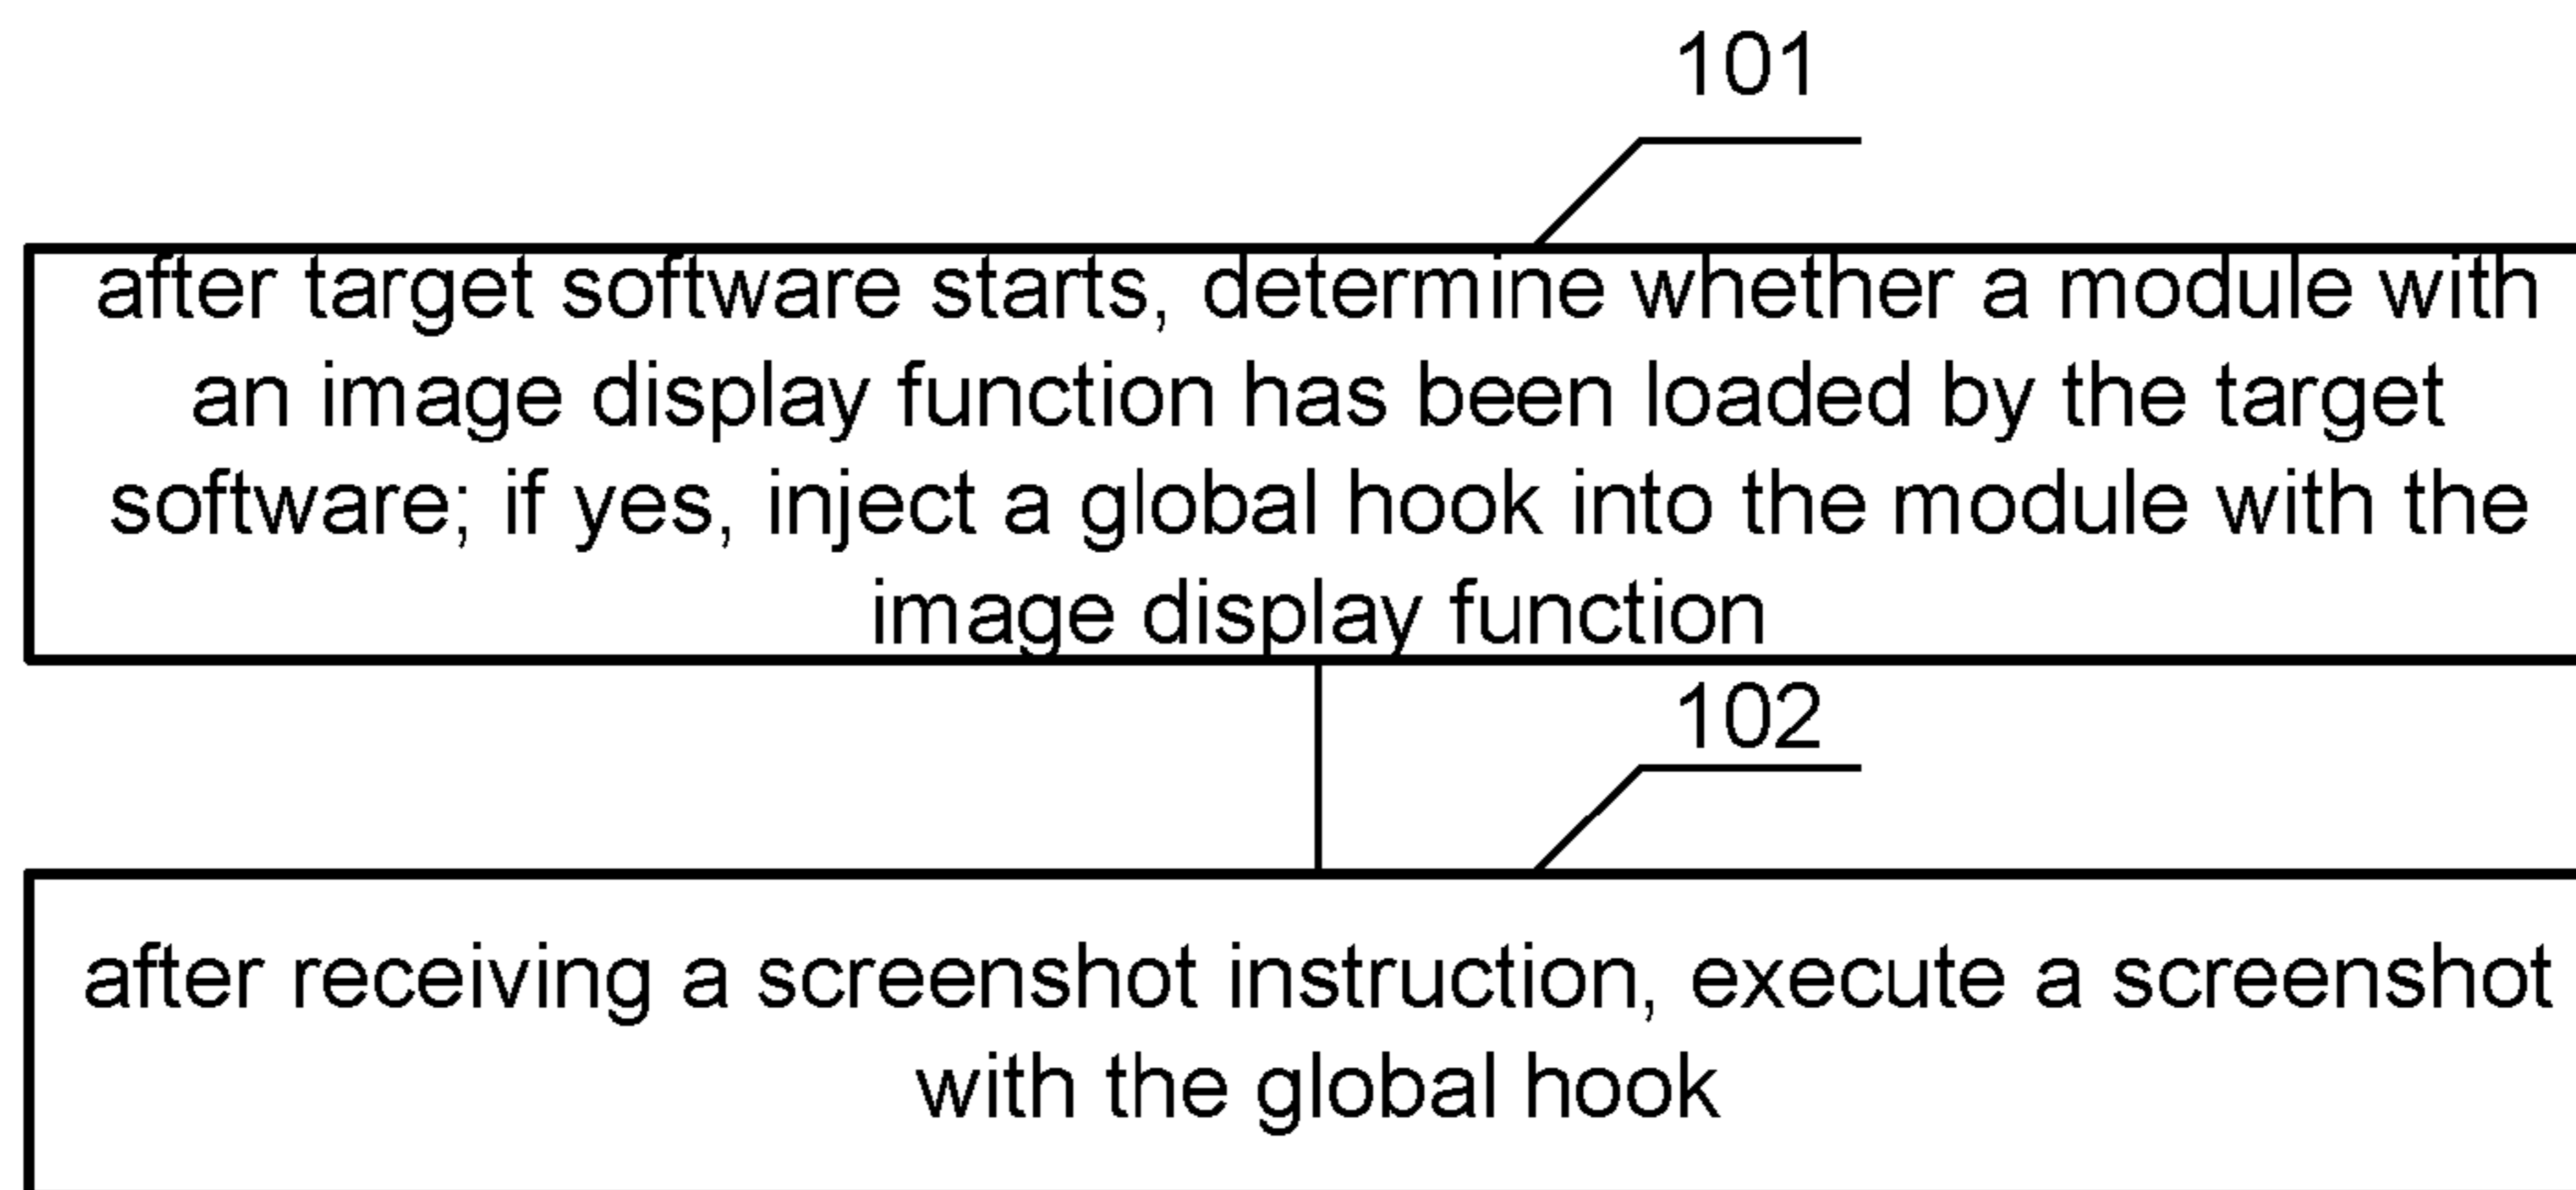 101
after target software starts, determine whether a module with
an image display function has been loaded by the target
software; if yes, inject a global hook into the module with the
image display function
102
after receiving a screenshot instruction, execute a screenshot
with the global hook